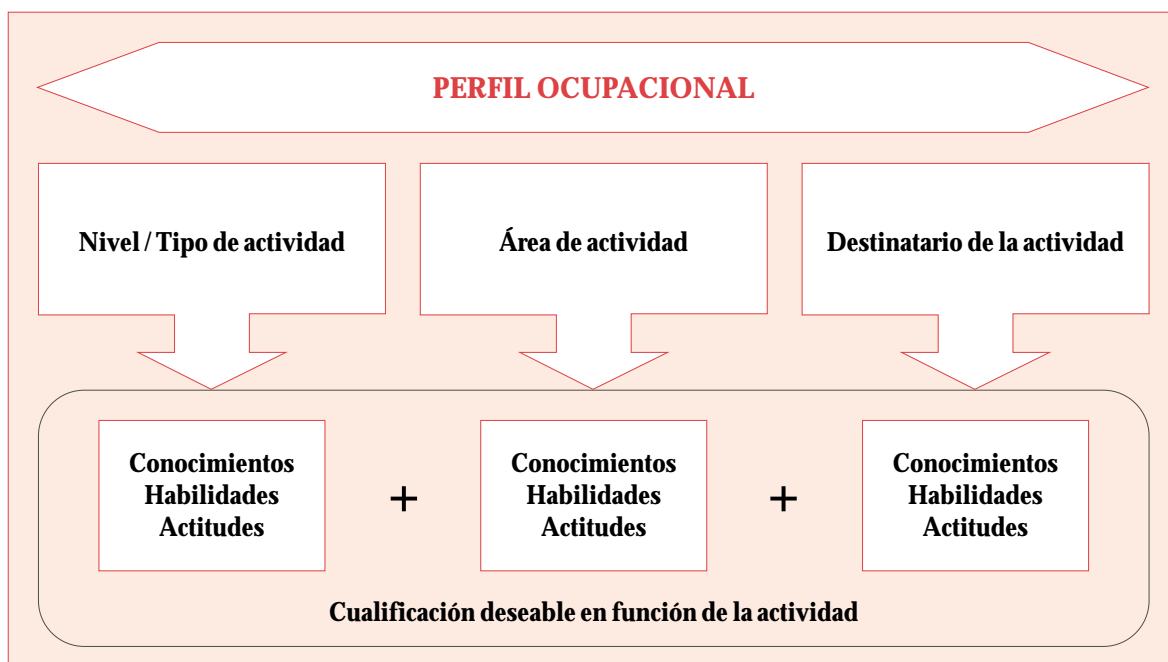 PERFIL OCUPACIONAL
Nivel / Tipo de actividad
Área de actividad
Destinatario de la actividad
Conocimientos
Habilidades
Actitudes
+
Conocimientos
Habilidades
Actitudes
+
Conocimientos
Habilidades
Actitudes
Cualificación deseable en función de la actividad